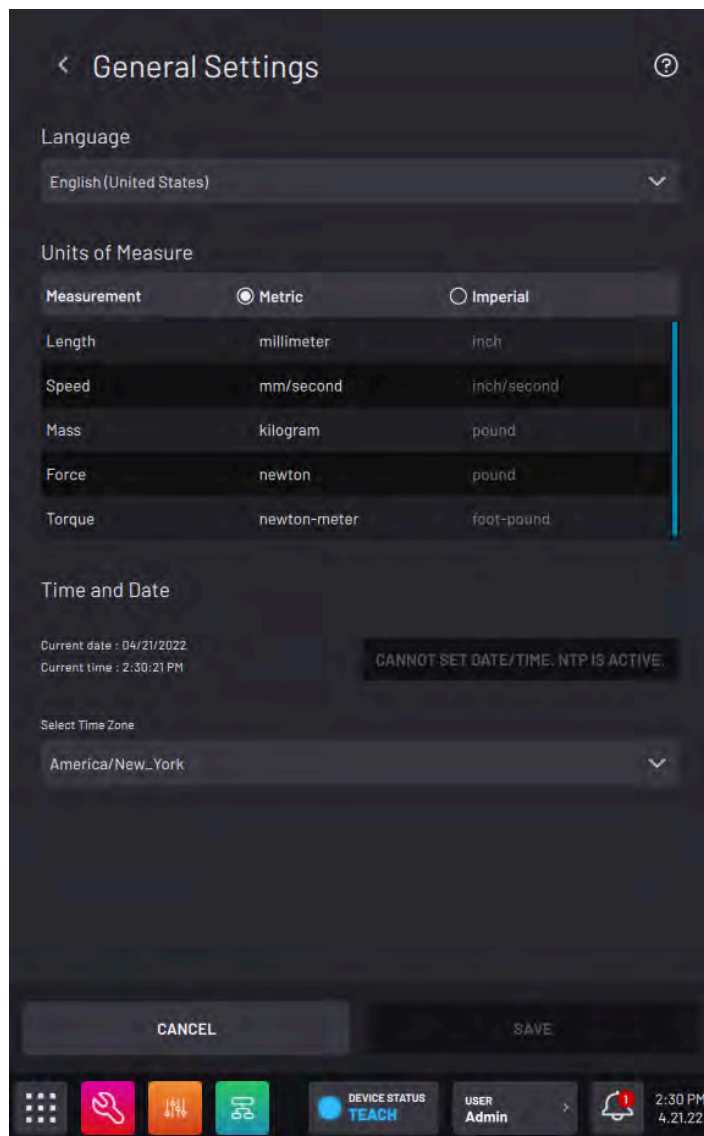 General Settings
Language
English (United States)
Units of Measure
Measurement Metric Imperial
Length millimeter inch
Speed mm/second inch/second
Mass kilogram pound
Force newton pound
Torque newton-meter foot-pound
Time and Date
Current date : 04/21/2022
Current time : 2:30:21 PM
CANNOT SET DATE/TIME. NTP IS ACTIVE.
Select Time Zone
America/New_York
CANCEL SAVE
DEVICE STATUS
TEACH
USER
Admin
1
2:30 PM
4.21.22